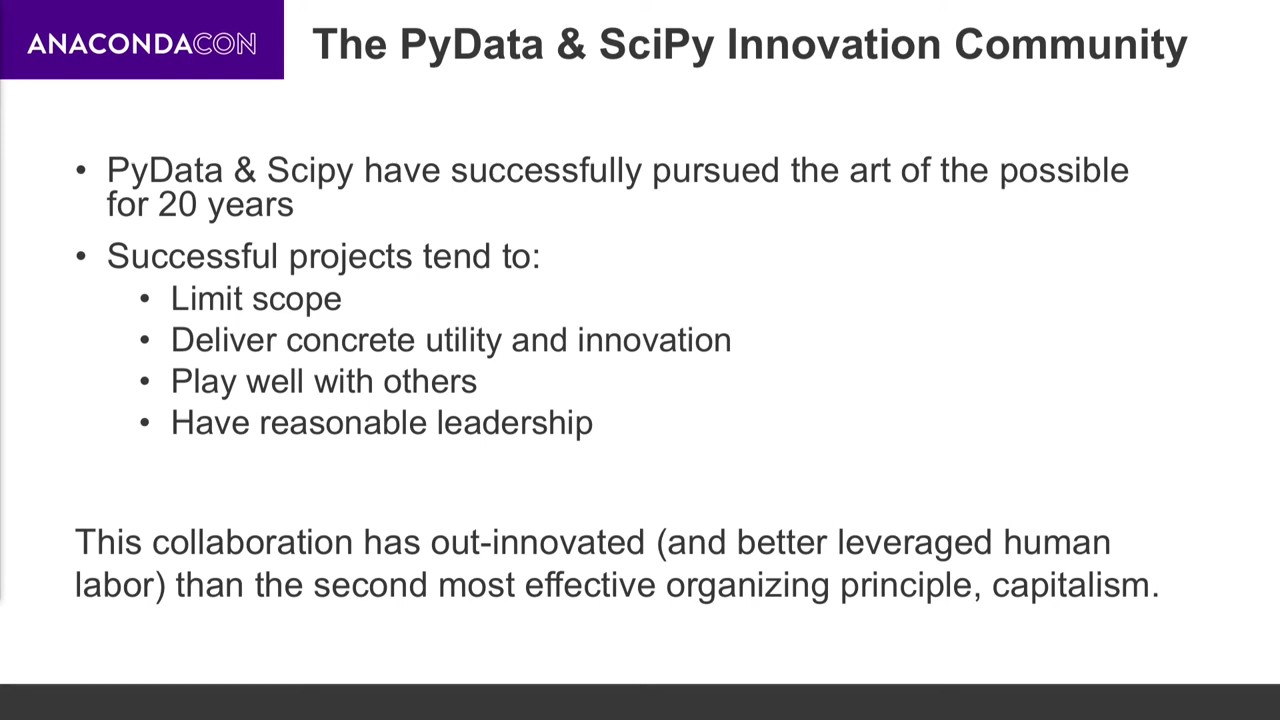 ANACONDACON
The PyData & SciPy Innovation Community
• PyData & Scipy have successfully pursued the art of the possible
for 20 years
• Successful projects tend to:
• Limit scope
• Deliver concrete utility and innovation
• Play well with others
• Have reasonable leadership
This collaboration has out-innovated (and better leveraged human
labor) than the second most effective organizing principle, capitalism.